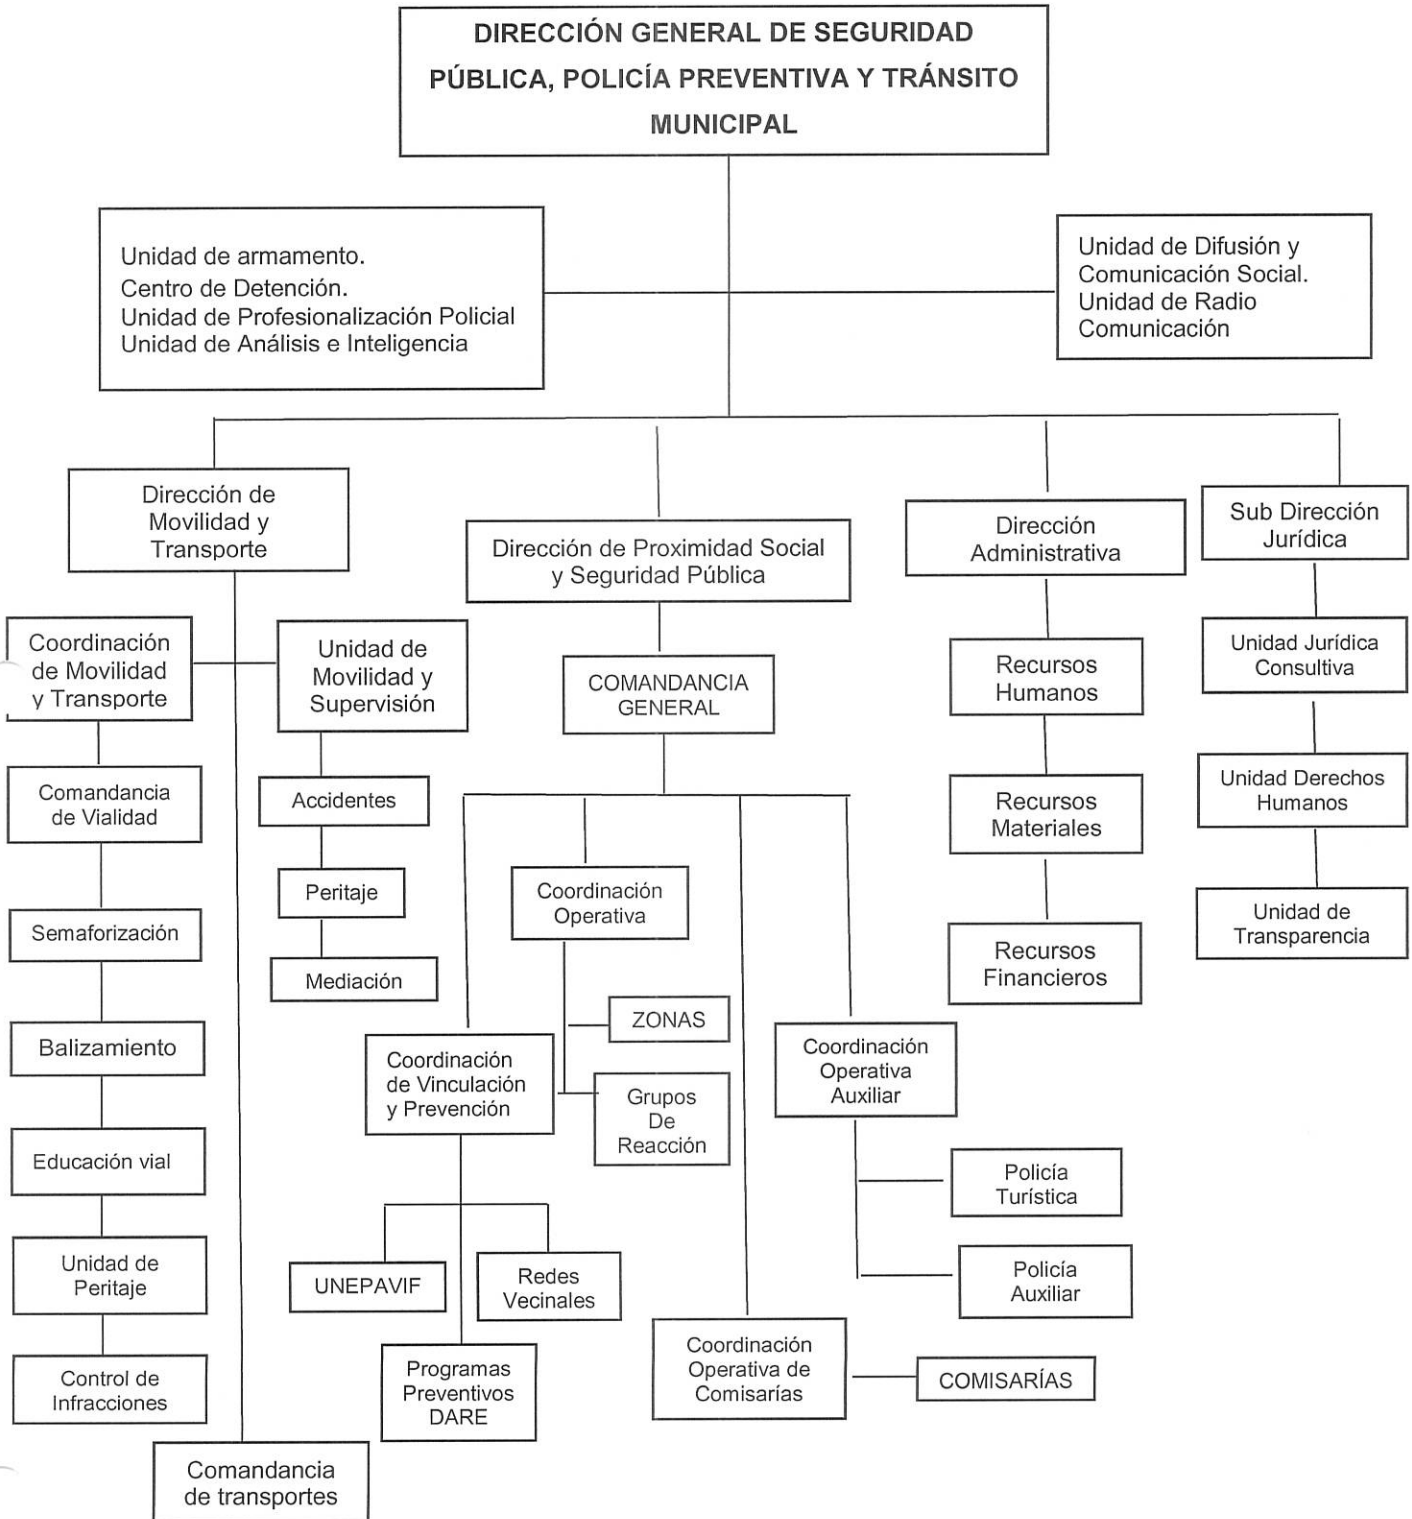 DIRECCIÓN GENERAL DE SEGURIDAD
PÚBLICA, POLICÍA PREVENTIVA Y TRÁNSITO
MUNICIPAL
Unidad de armamento.
Centro de Detención.
Unidad de Profesionalización Policial
Unidad de Análisis e Inteligencia
Unidad de Difusión y
Comunicación Social.
Unidad de Radio
Comunicación
Dirección de
Movilidad y
Transporte
Dirección de Proximidad Social
y Seguridad Pública
Dirección
Administrativa
Sub Dirección
Jurídica
Coordinación
de Movilidad
y Transporte
Unidad de
Movilidad y
Supervisión
COMANDANCIA
GENERAL
Recursos
Humanos
Unidad Jurídica
Consultiva
Comandancia
de Vialidad
Accidentes
Recursos
Materiales
Unidad Derechos
Humanos
Peritaje
Coordinación
Operativa
Semaforización
Mediación
Recursos
Financieros
Unidad de
Transparencia
ZONAS
Balizamiento
Coordinación
de Vinculación
y Prevención
Grupos
De
Reacción
Coordinación
Operativa
Auxiliar
Educación vial
Policía
Turística
Unidad de
Peritaje
UNEPAVIF
Redes
Vecinales
Policía
Auxiliar
Control de
Infracciones
Programas
Preventivos
DARE
Coordinación
Operativa de
Comisarías
COMISARÍAS
Comandancia
de transportes